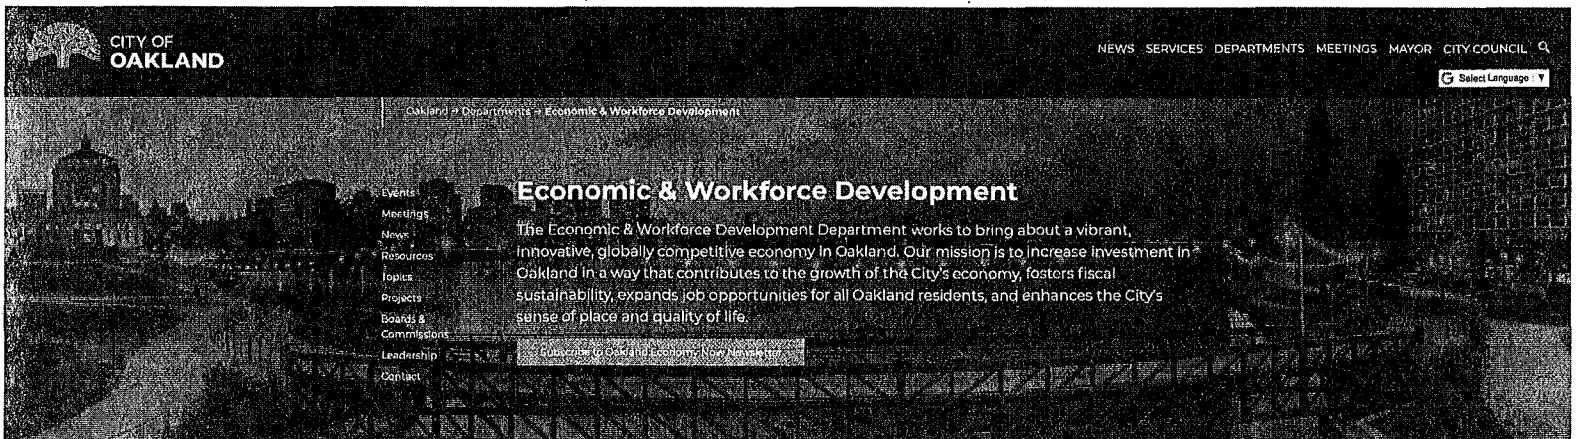 CITY OF
OAKLAND
NEWS SERVICES DEPARTMENTS MEETINGS MAYOR CITY COUNCIL
G Select Language ▼
Oakland → Departments → Economic & Workforce Development
Events
Meetings
News
Resources
Topics
Projects
Boards &
Commissions
Leadership
Contact
Economic & Workforce Development
The Economic & Workforce Development Department works to bring about a vibrant,
innovative, globally competitive economy in Oakland. Our mission is to increase investment in
Oakland in a way that contributes to the growth of the City's economy, fosters fiscal
sustainability, expands job opportunities for all Oakland residents, and enhances the City's
sense of place and quality of life.
Subscribe to Oakland Economy Now Newsletter